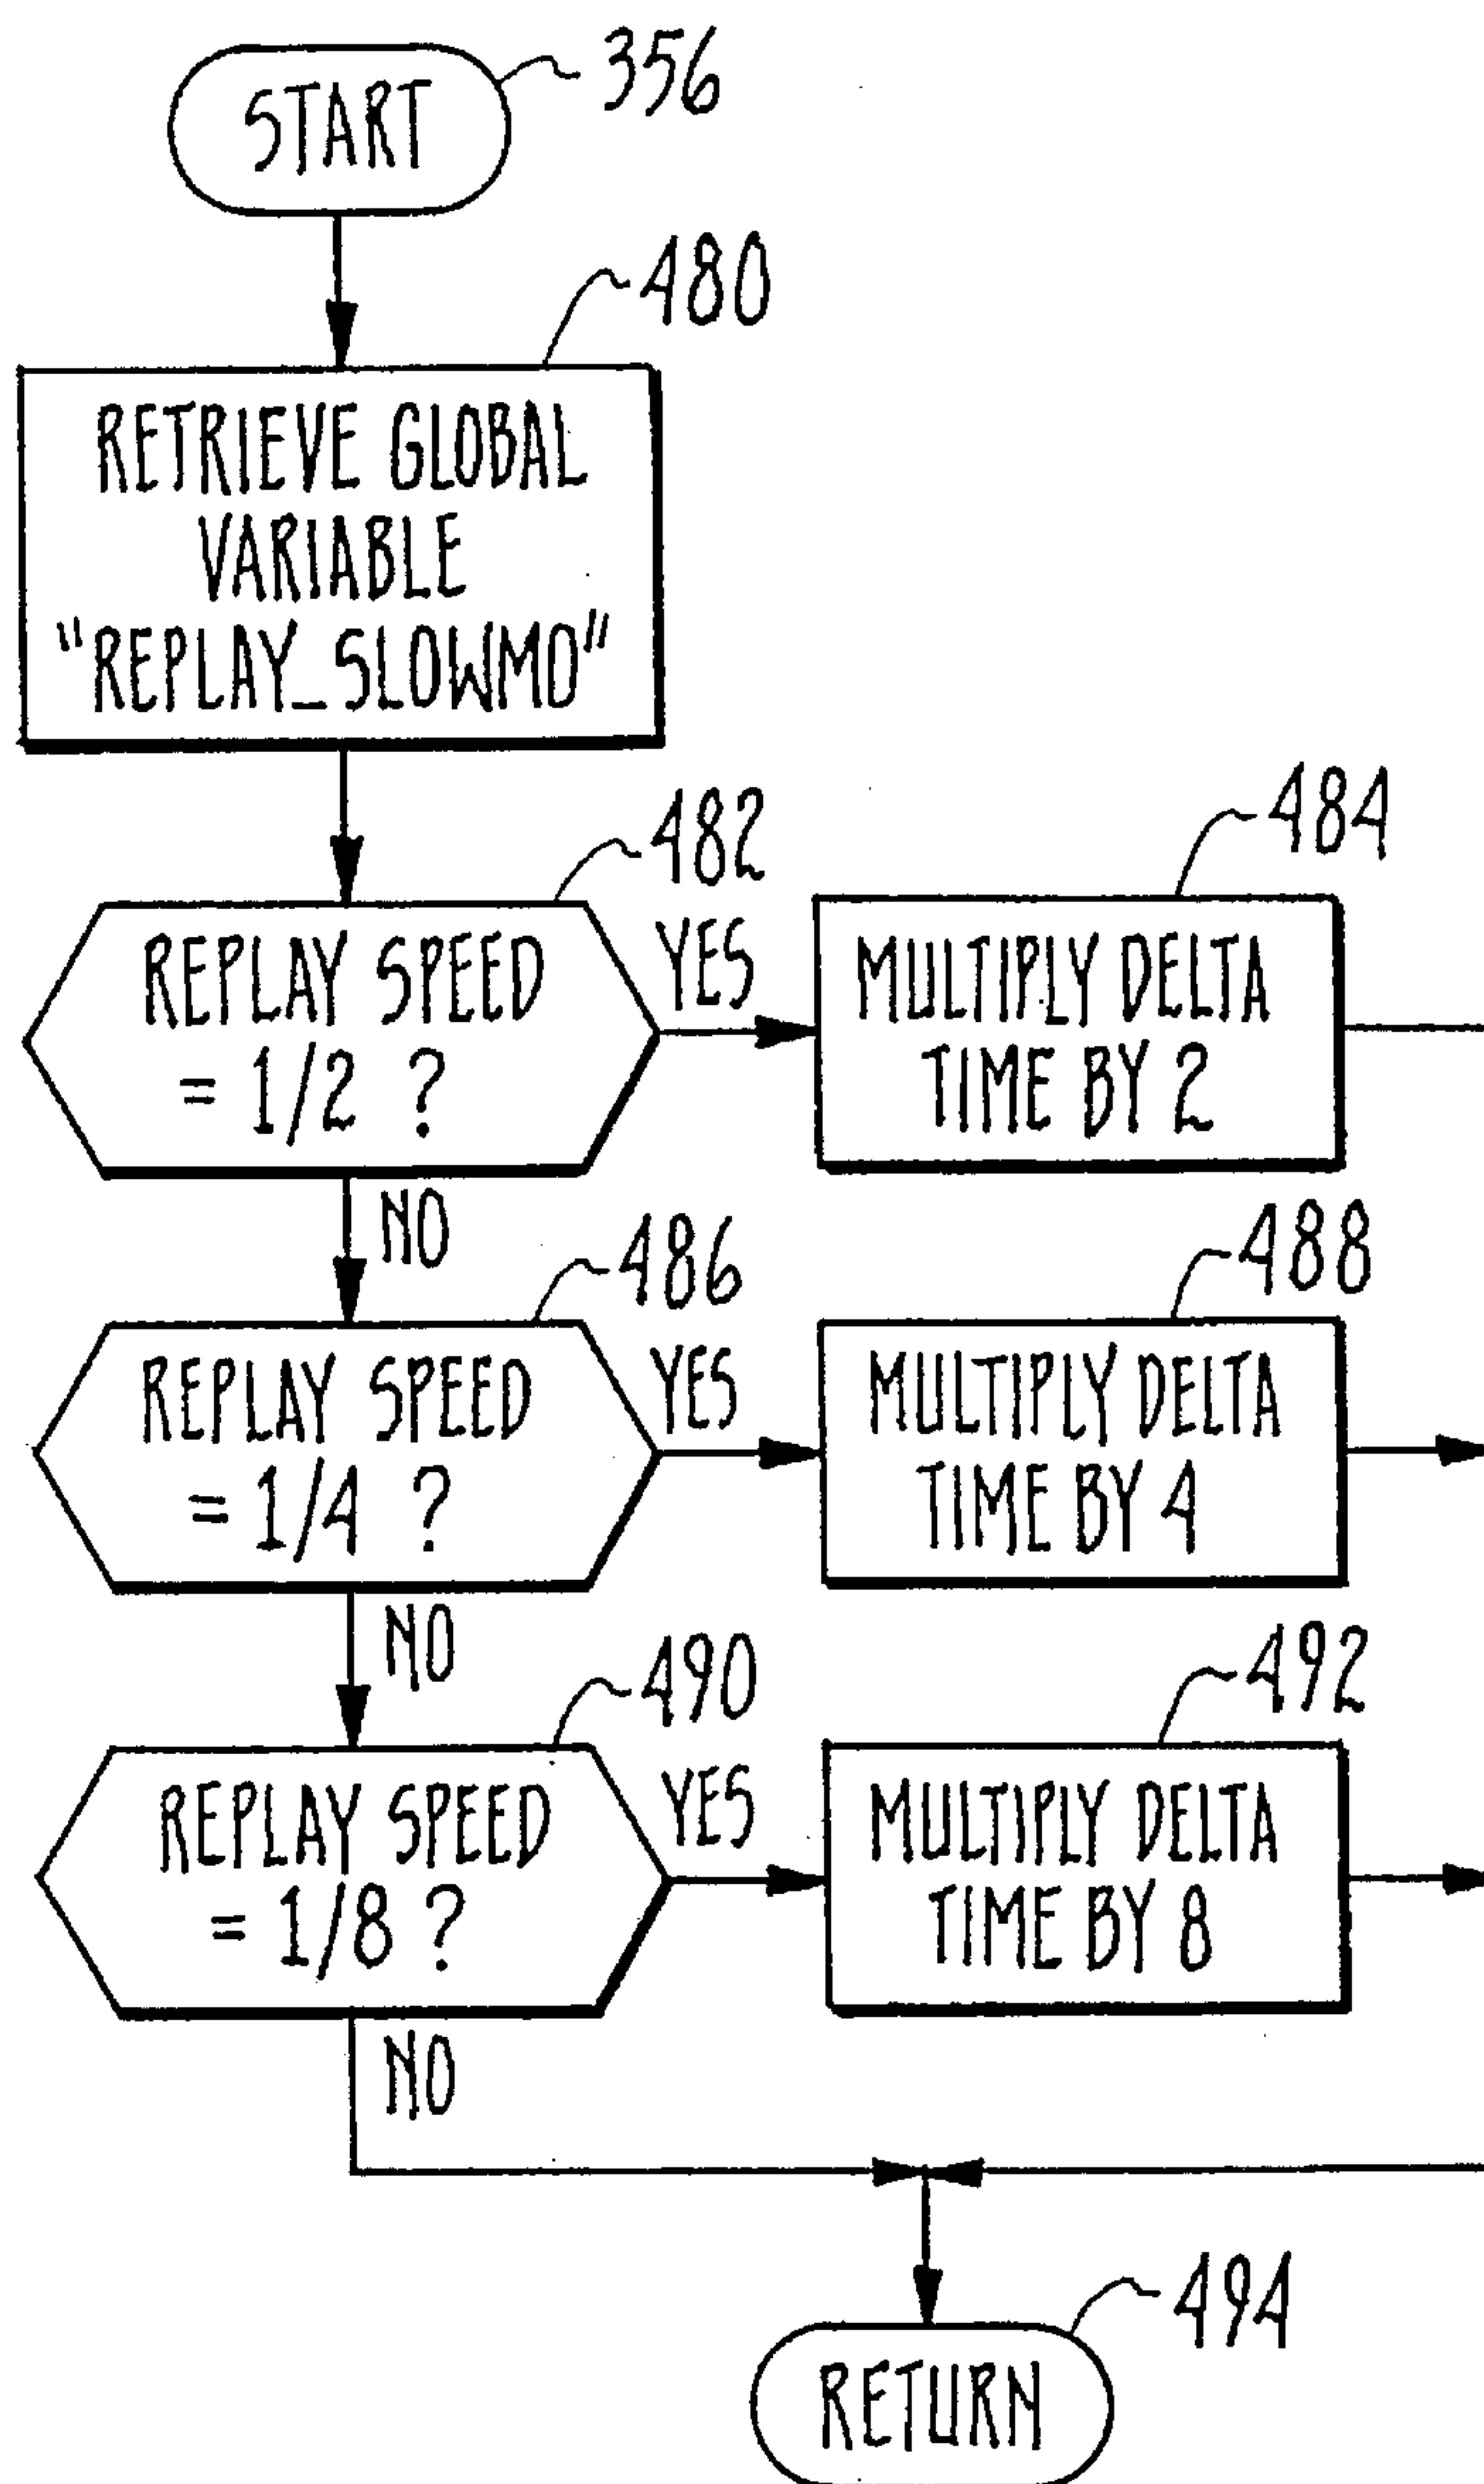 START
356
480
RETRIEVE GLOBAL
VARIABLE
"REPLAY_SLOWMO"
482
REPLAY SPEED
= 1/2 ?
YES
484
MULTIPLY DELTA
TIME BY 2
NO
486
REPLAY SPEED
= 1/4 ?
YES
488
MULTIPLY DELTA
TIME BY 4
NO
490
REPLAY SPEED
= 1/8 ?
YES
492
MULTIPLY DELTA
TIME BY 8
NO
494
RETURN